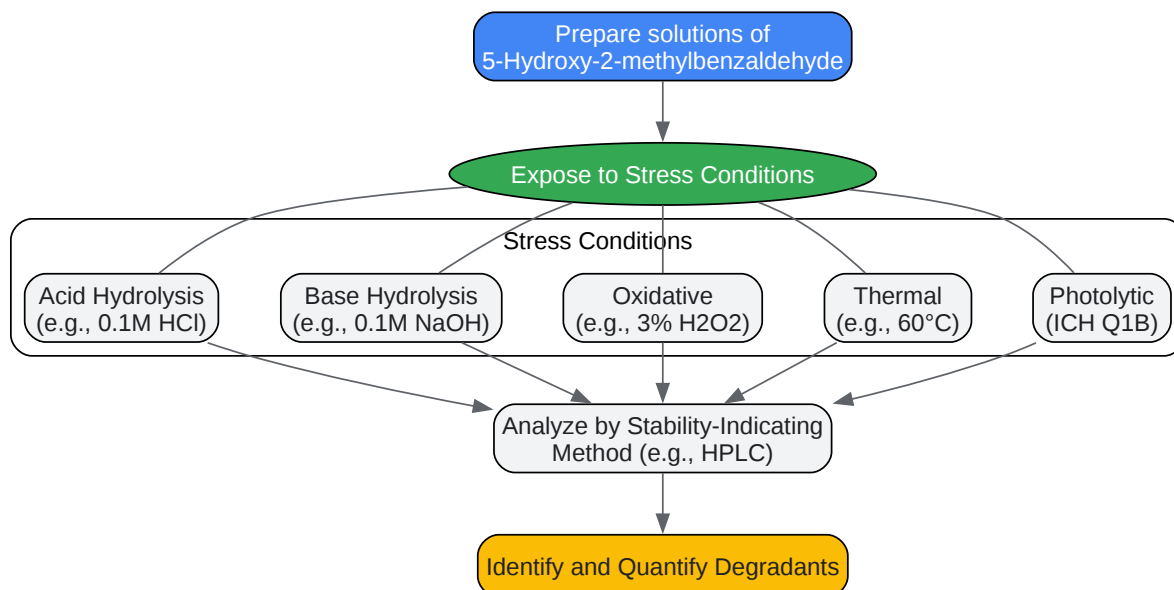 Prepare solutions of
5-Hydroxy-2-methylbenzaldehyde
Expose to Stress Conditions
Stress Conditions
Acid Hydrolysis
(e.g., 0.1M HCl)
Base Hydrolysis
(e.g., 0.1M NaOH)
Oxidative
(e.g., 3% H2O2)
Thermal
(e.g., 60°C)
Photolytic
(ICH Q1B)
Analyze by Stability-Indicating
Method (e.g., HPLC)
Identify and Quantify Degradants